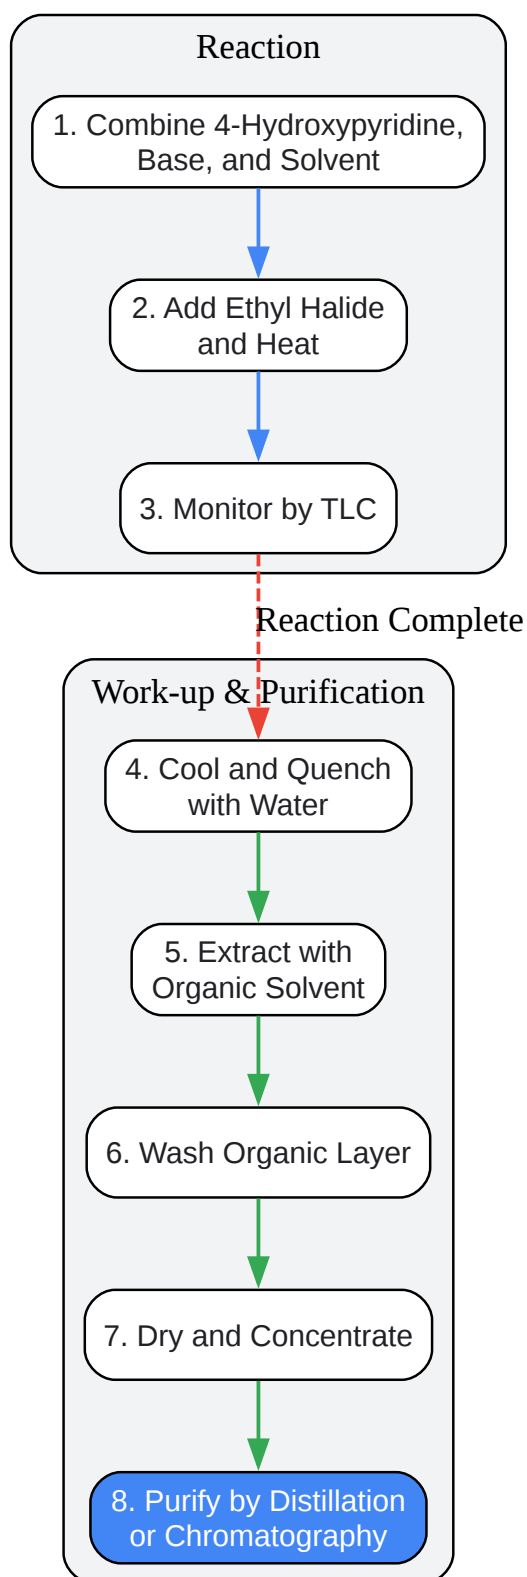 Reaction
1. Combine 4-Hydroxypyridine,
Base, and Solvent
2. Add Ethyl Halide
and Heat
3. Monitor by TLC
Reaction Complete
Work-up & Purification
4. Cool and Quench
with Water
5. Extract with
Organic Solvent
6. Wash Organic Layer
7. Dry and Concentrate
8. Purify by Distillation
or Chromatography